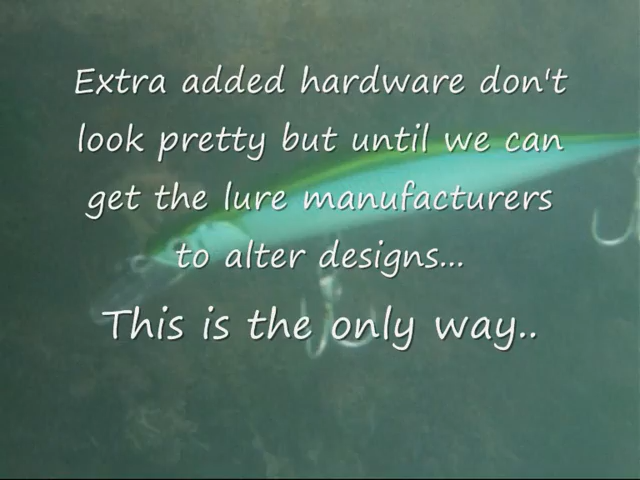 Extra added hardware don't
look pretty but until we can
get the lure manufacturers
to alter designs...
This is the only way..